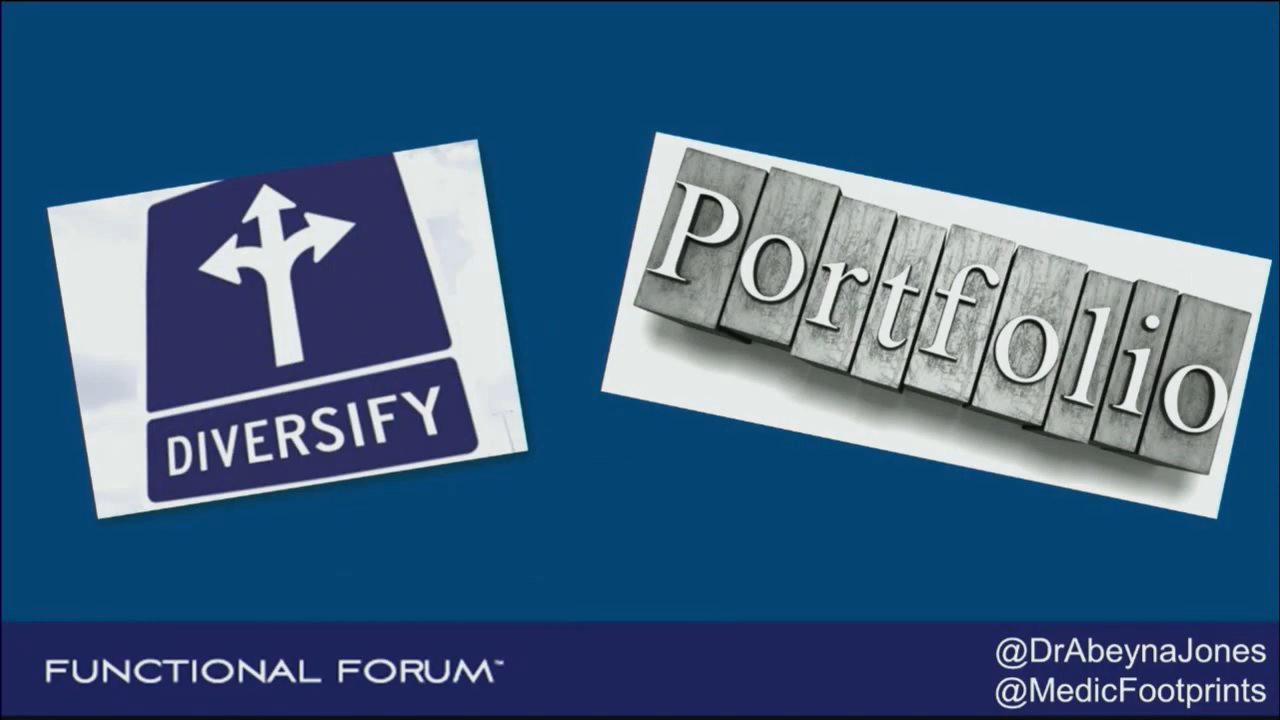 DIVERSIFY
Portfolio
FUNCTIONAL FORUM™
@DrAbeynaJones
@MedicFootprints